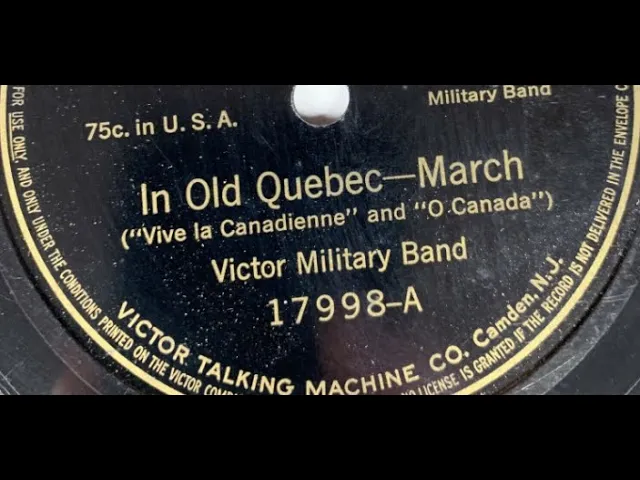 Military Band
75c. in U. S. A.
In Old Quebec—March
("Vive la Canadienne" and "O Canada")
Victor Military Band
17998-A
VICTOR TALKING MACHINE CO. Camden, N.J.
FOR USE ONLY, AND ONLY UNDER THE CONDITIONS PRINTED ON THE VICTOR
LICENSE IS GRANTED IF THE RECORD IS NOT DELIVERED IN THE ENVELOPE